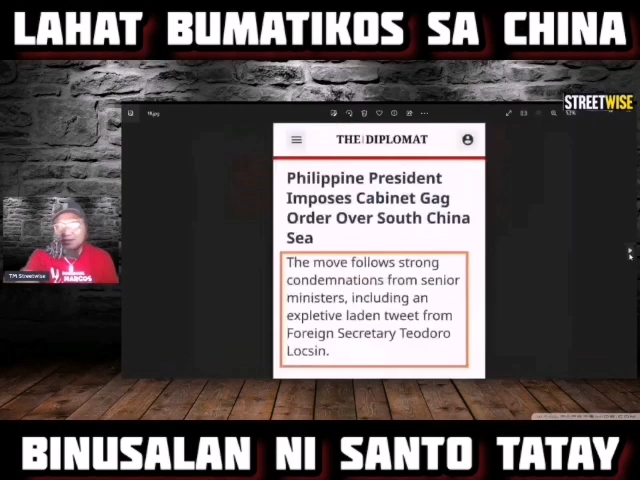 LAHAT BUMATIKOS SA CHINA
STREETWISE
THE DIPLOMAT
Philippine President
Imposes Cabinet Gag
Order Over South China
Sea
The move follows strong
condemnations from senior
ministers, including an
expletive laden tweet from
Foreign Secretary Teodoro
Locsin.
TM Streetwise
MARCOS
BINUSALAN NI SANTO TATAY